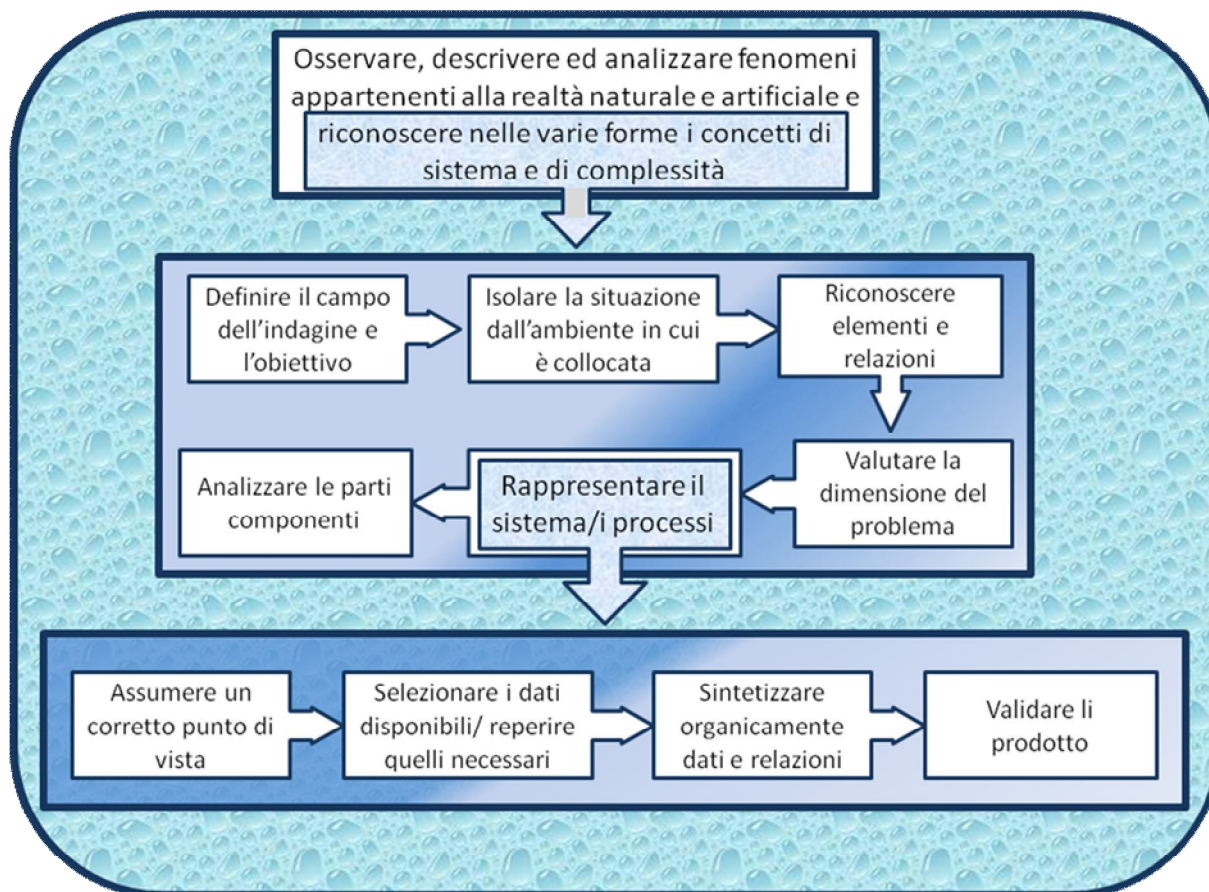 Osservare, descrivere ed analizzare fenomeni
appartenenti alla realtà naturale e artificiale e
riconoscere nelle varie forme i concetti di
sistema e di complessità
Definire il campo
dell'indagine e
l'obiettivo
Isolare la situazione
dall'ambiente in cui
è collocata
Riconoscere
elementi e
relazioni
Valutare la
dimensione del
problema
Rappresentare il
sistema/i processi
Analizzare le parti
componenti
Assumere un
corretto punto di
vista
Selezionare i dati
disponibili/ reperire
quelli necessari
Sintetizzare
organicamente
dati e relazioni
Validare li
prodotto